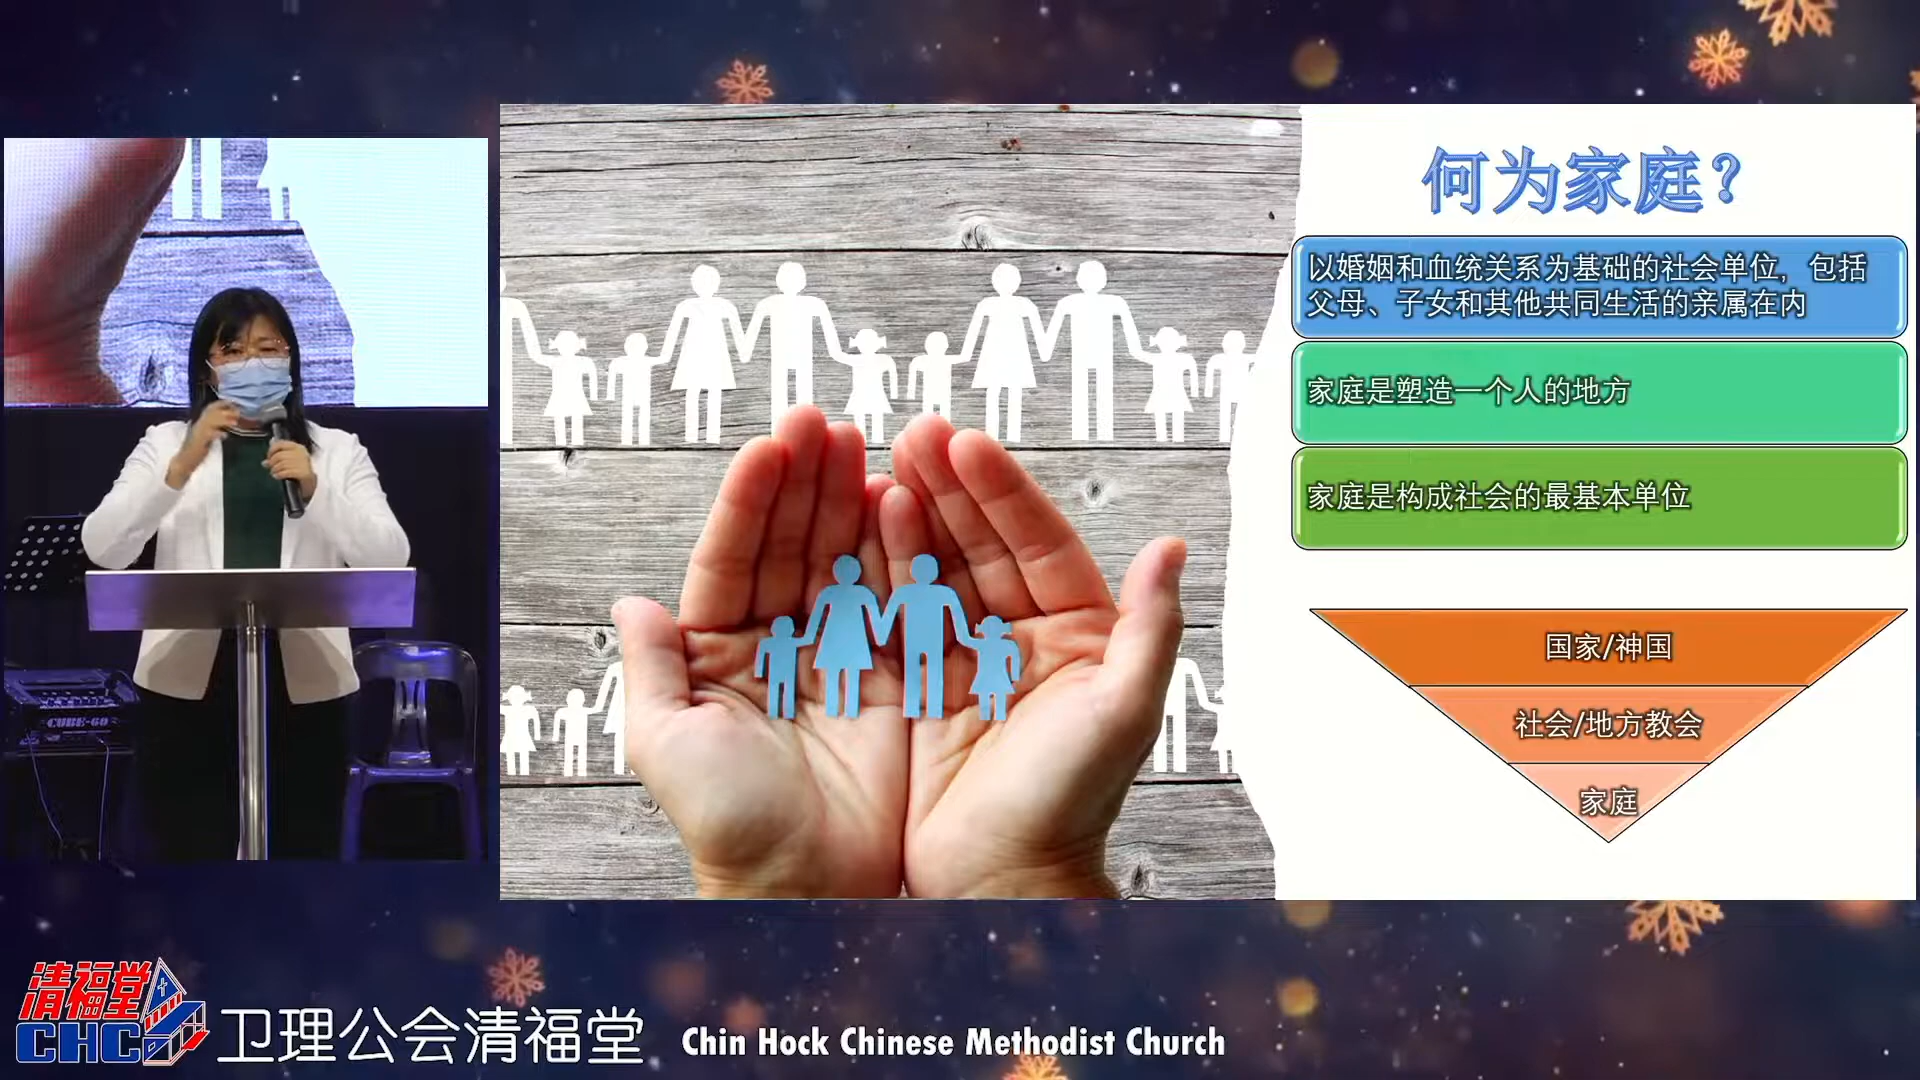 何为家庭？
以婚姻和血统关系为基础的社会单位，包括
父母、子女和其他共同生活的亲属在内
家庭是塑造一个人的地方
家庭是构成社会的最基本单位
国家/神国
社会/地方教会
家庭
CUBE-60
清福堂
CHC
卫理公会清福堂
Chin Hock Chinese Methodist Church